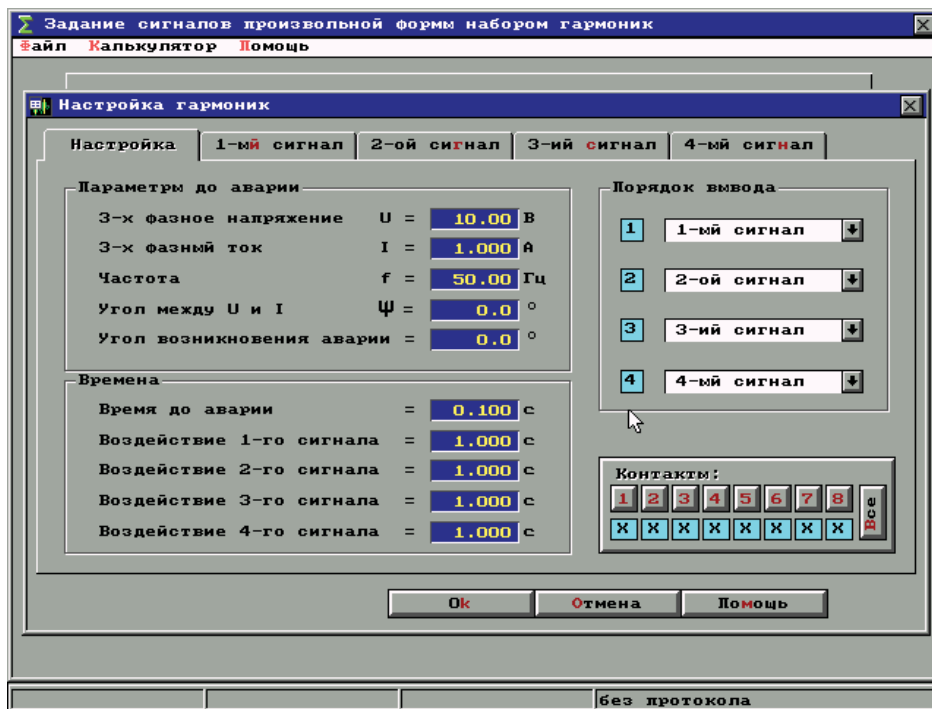 Задание сигналов произвольной формы набором гармоник
Файл Калькулятор Помощь
Настройка гармоник
Настройка 1-ый сигнал 2-ой сигнал 3-ий сигнал 4-ый сигнал
Параметры до аварии
3-х фазное напряжение U = 10.00 В
3-х фазный ток I = 1.000 А
Частота f = 50.00 Гц
Угол между U и I Ψ = 0.0 °
Угол возникновения аварии = 0.0 °
Времена
Время до аварии = 0.100 с
Воздействие 1-го сигнала = 1.000 с
Воздействие 2-го сигнала = 1.000 с
Воздействие 3-го сигнала = 1.000 с
Воздействие 4-го сигнала = 1.000 с
Порядок вывода
1 1-ый сигнал
2 2-ой сигнал
3 3-ий сигнал
4 4-ый сигнал
Контакты:
1 2 3 4 5 6 7 8
X X X X X X X X
Все
Ok Отмена Помощь
без протокола